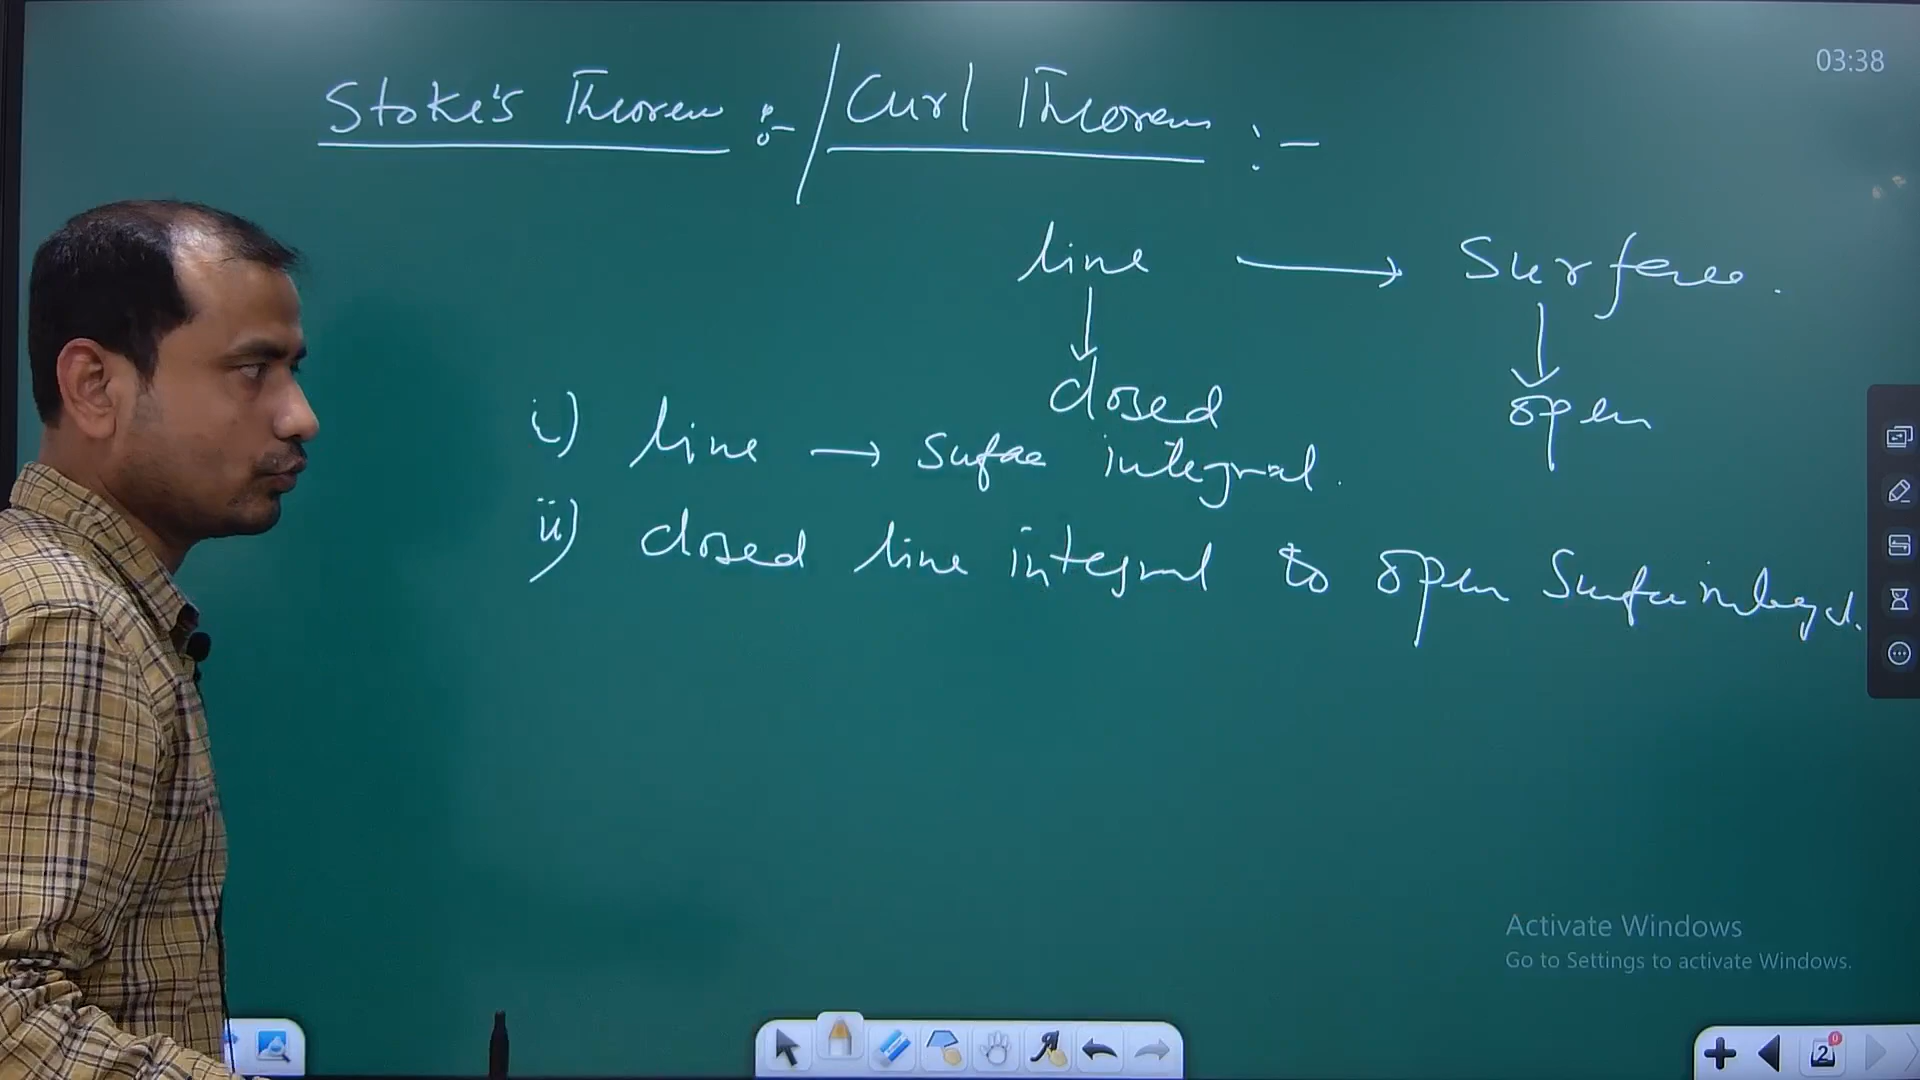 03:38
Stoke's Theorem :- / Curl Theorem :-
line → Surface.
↓ ↓
closed open
i) line → Sufae integral.
ii) closed line integral to open
Activate Windows
Go to Settings to activate Windows.
2